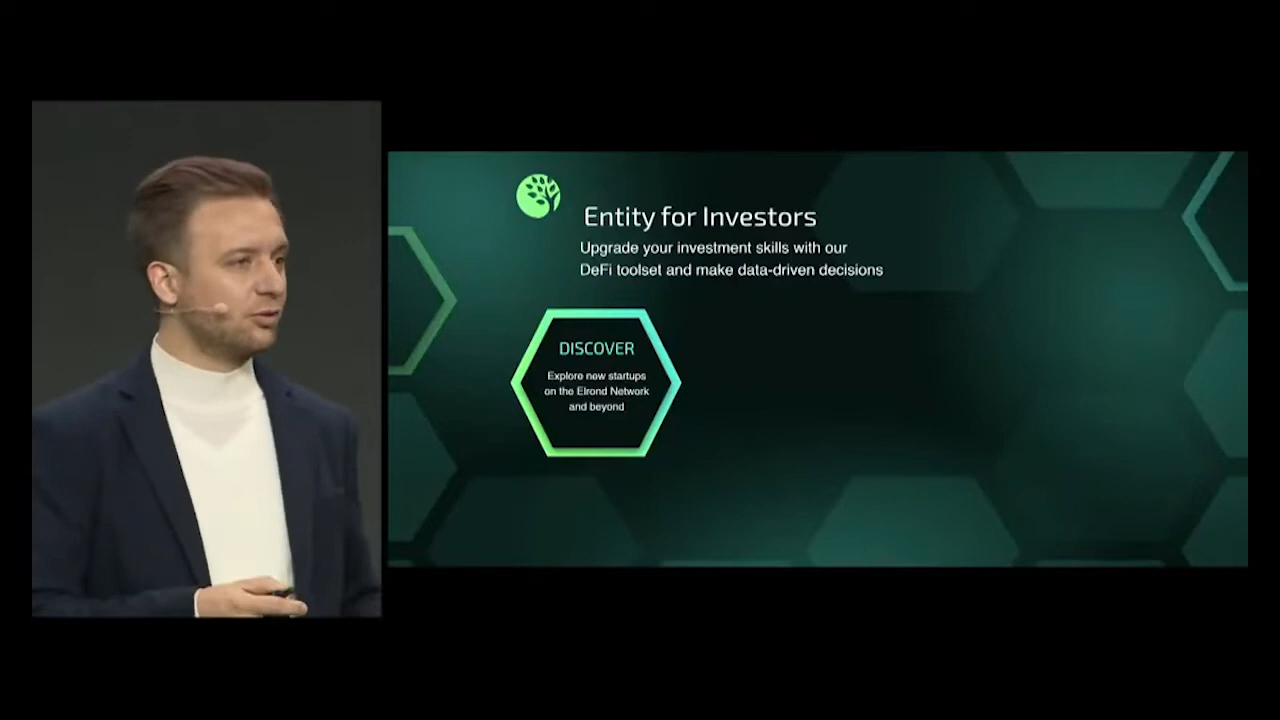 Entity for Investors
Upgrade your investment skills with our
DeFi toolset and make data-driven decisions
DISCOVER
Explore new startups
on the Elrond Network
and beyond